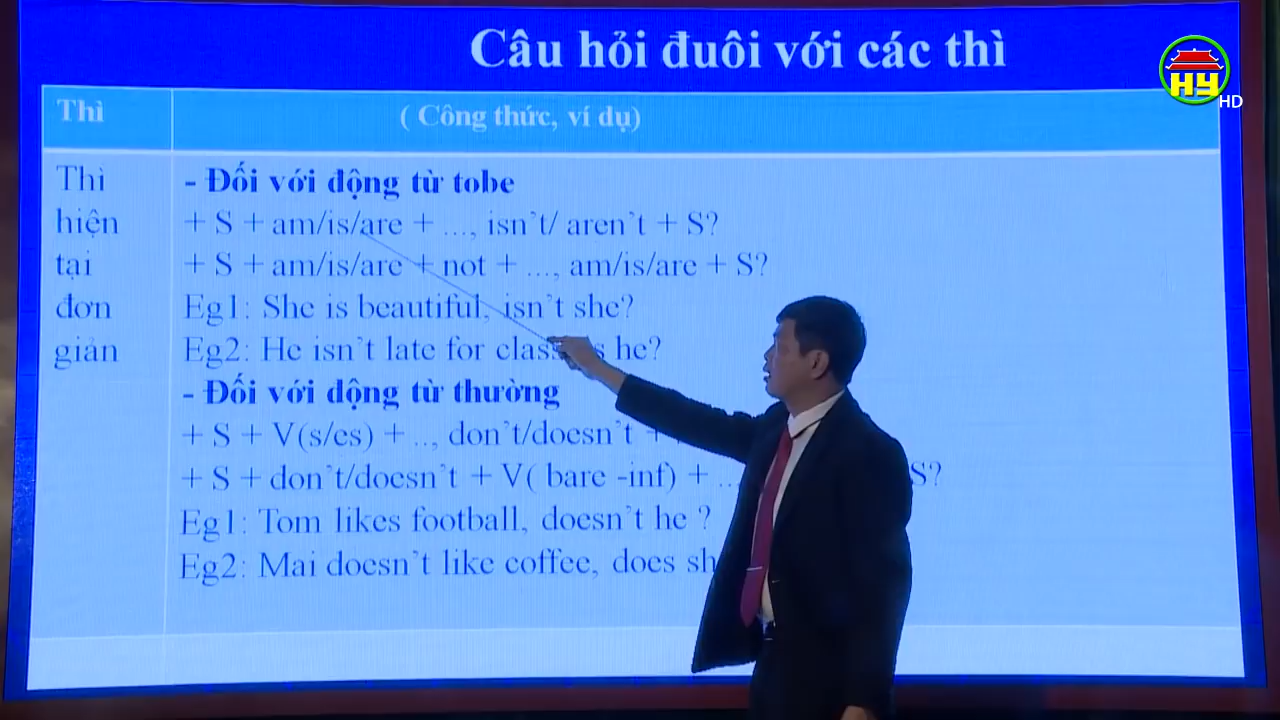 Câu hỏi đuôi với các thì
HY
HD
Thì
( Công thức, ví dụ)
Thì
hiện
tại
đơn
giản
- Đối với động từ tobe
+ S + am/is/are + ..., isn't/ aren't + S?
+ S + am/is/are + not + ..., am/is/are + S?
Eg1: She is beautiful, isn't she?
Eg2: He isn't late for class he?
- Đối với động từ thường
+ S + V(s/es) + .., don't/doesn't +
+ S + don't/doesn't + V( bare -inf) + .. S?
Eg1: Tom likes football, doesn't he ?
Eg2: Mai doesn't like coffee, does